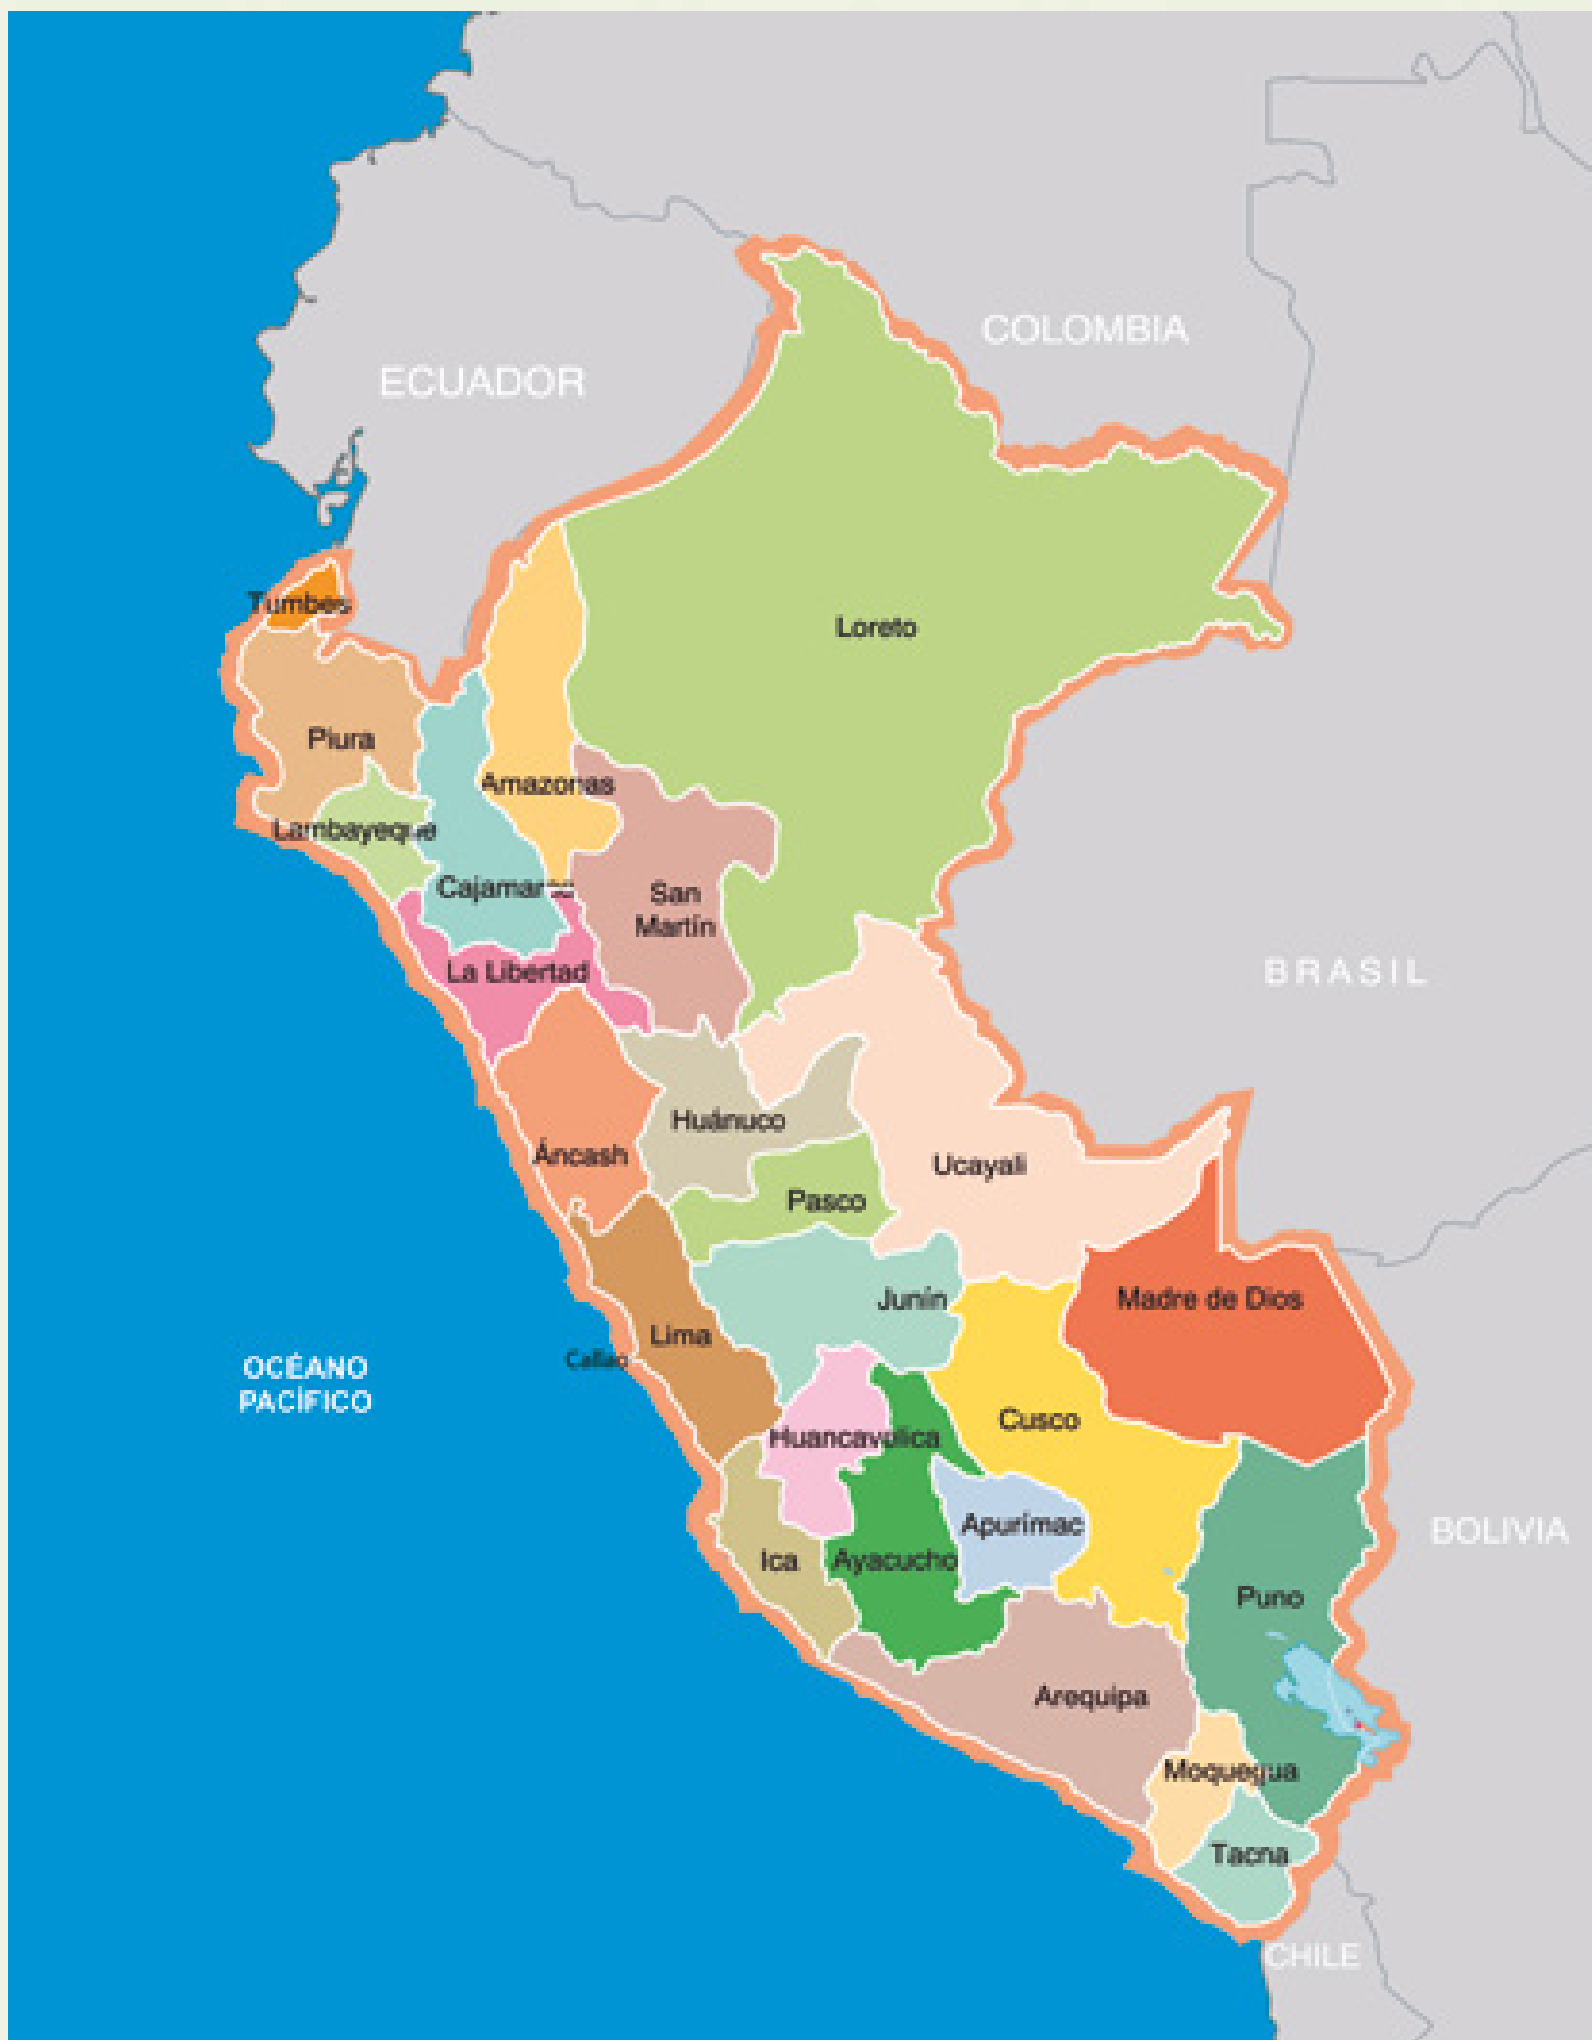 COLOMBIA
ECUADOR
Tumbes
Loreto
Piura
Amazonas
Lambayeque
Cajamarca
San
Martín
La Libertad
BRASIL
Huánuco
Áncash
Ucayali
Pasco
Junín
Madre de Dios
Lima
Callao
OCÉANO
PACÍFICO
Cusco
Huancavelica
Apurímac
BOLIVIA
Ica
Ayacucho
Puno
Arequipa
Moquegua
Tacna
CHILE